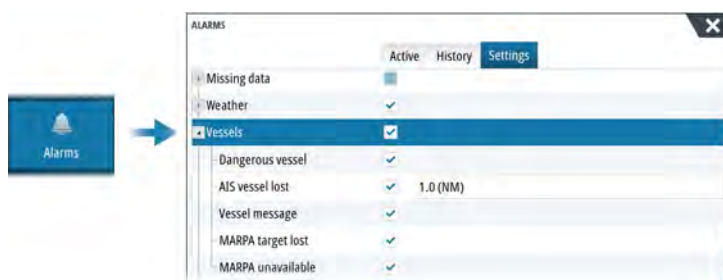 ALARMS
Active History Settings
Missing data
Weather
Vessels
Dangerous vessel
AIS vessel lost 1.0 (NM)
Vessel message
MARPA target lost
MARPA unavailable
Alarms